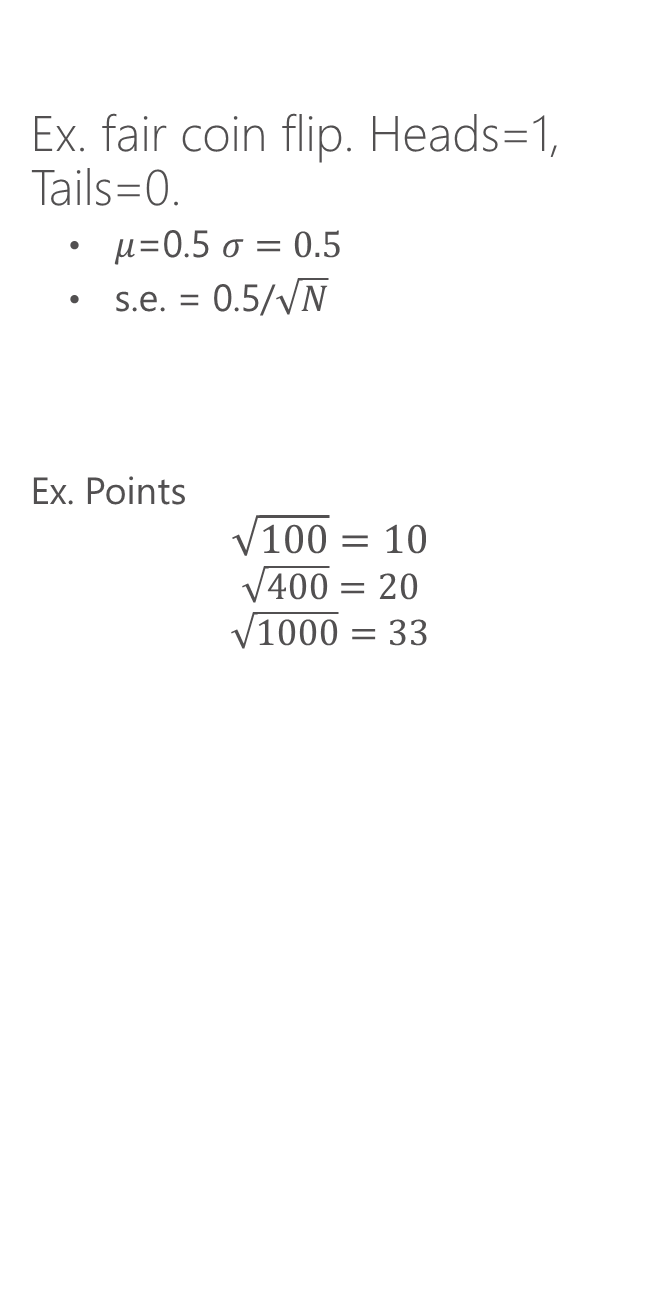 Ex. fair coin flip. Heads=1,
Tails=0.
• μ=0.5 σ = 0.5
• s.e. = 0.5/√N
Ex. Points
√100 = 10
√400 = 20
√1000 = 33